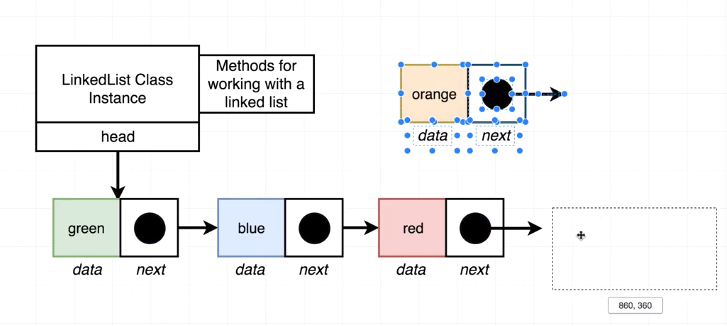 LinkedList Class
Instance
Methods for
working with a
linked list
head
orange
data
next
green
blue
red
data
next
data
next
data
next
860, 360